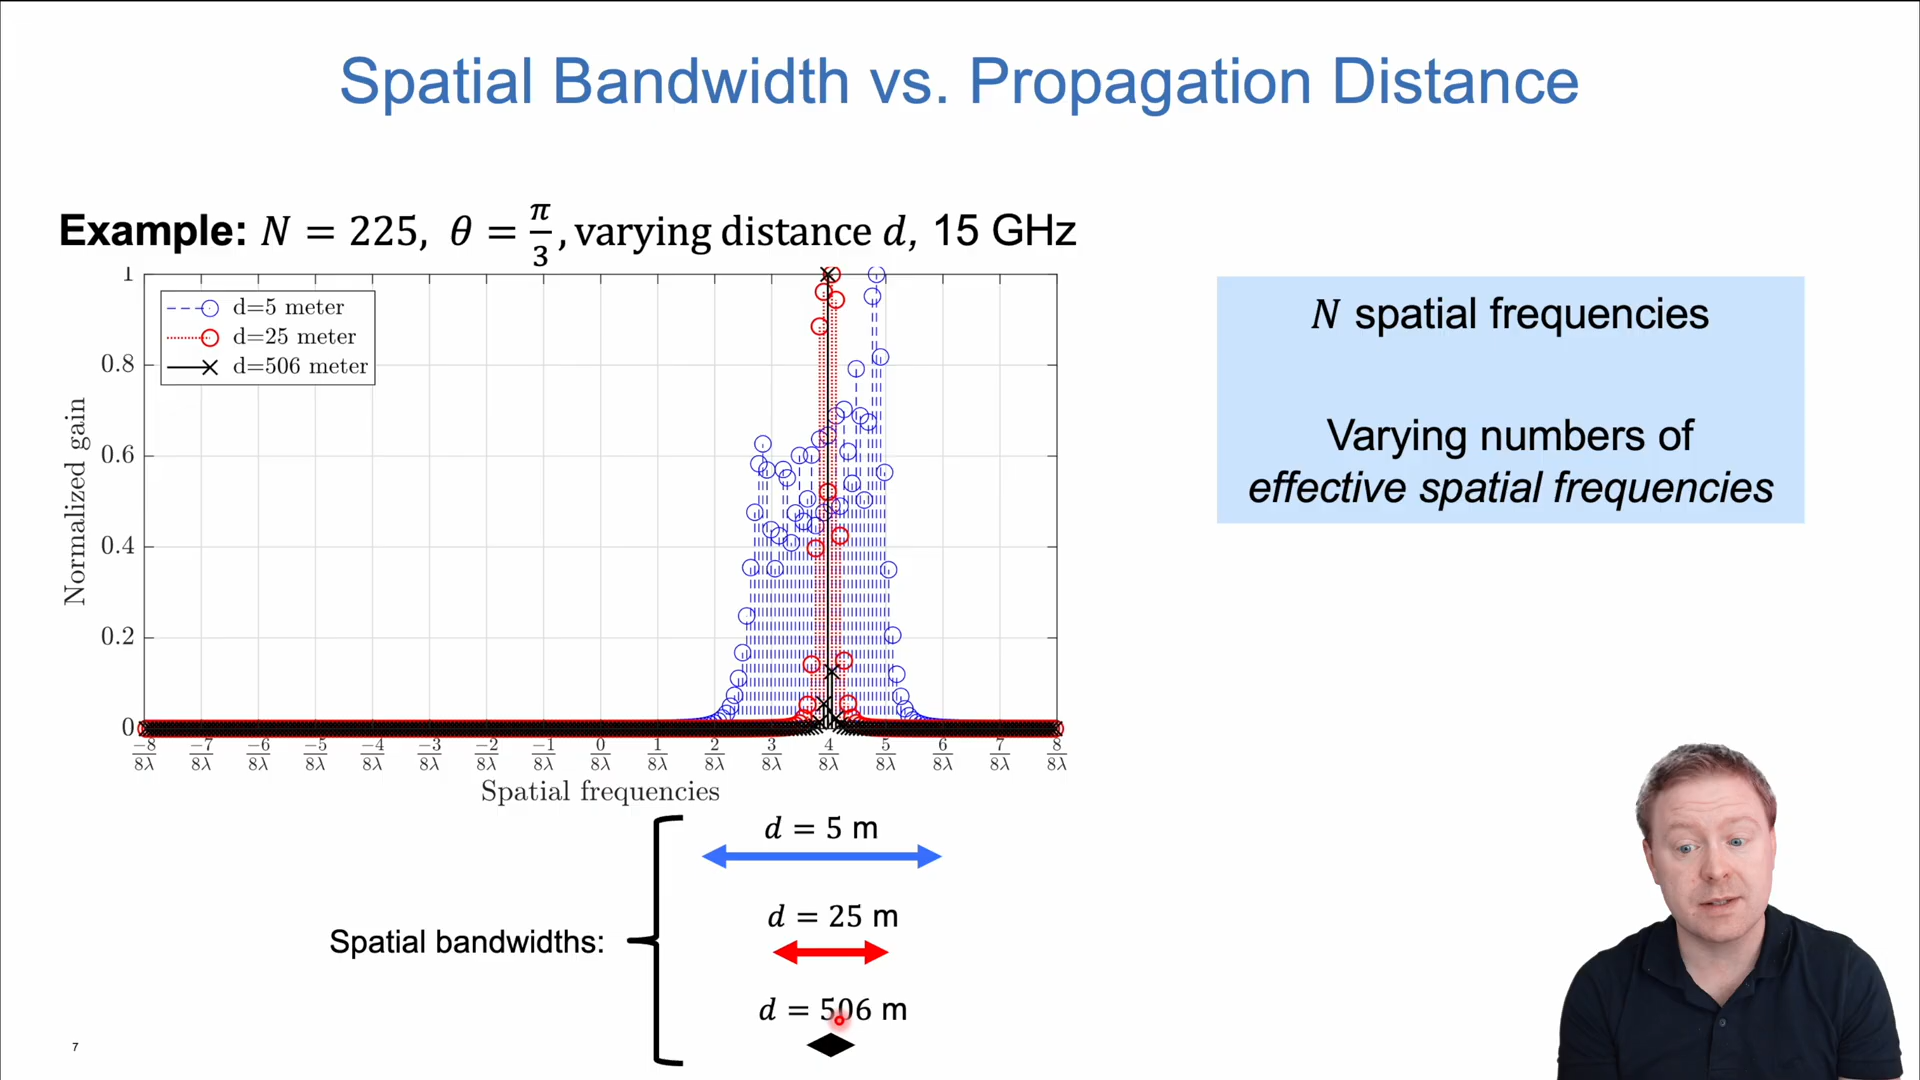 Spatial Bandwidth vs. Propagation Distance
Example: N = 225, θ = π/3, varying distance d, 15 GHz
d=5 meter
d=25 meter
d=506 meter
1
0.8
0.6
0.4
0.2
0
Normalized gain
−8/8λ −7/8λ −6/8λ −5/8λ −4/8λ −3/8λ −2/8λ −1/8λ 0/8λ 1/8λ 2/8λ 3/8λ 4/8λ 5/8λ 6/8λ 7/8λ 8/8λ
Spatial frequencies
N spatial frequencies
Varying numbers of
effective spatial frequencies
d = 5 m
d = 25 m
Spatial bandwidths:
d = 506 m
7